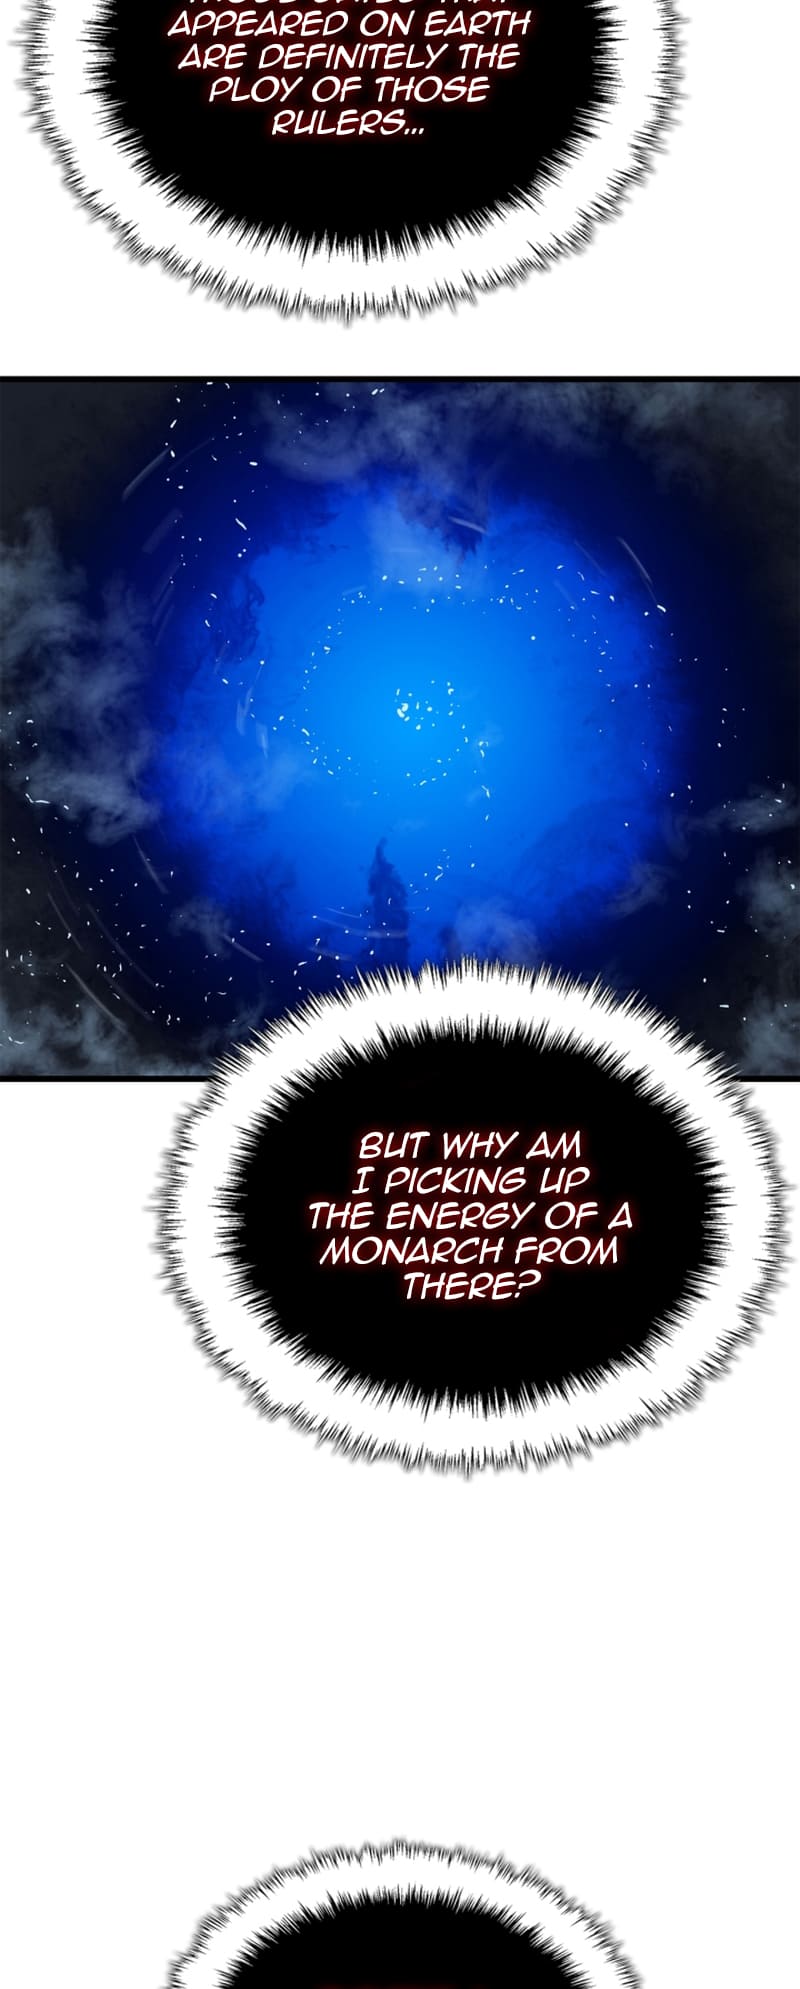 APPEARED ON EARTH
ARE DEFINITELY THE
PLOY OF THOSE
RULERS...
BUT WHY AM
I PICKING UP
THE ENERGY OF A
MONARCH FROM
THERE?